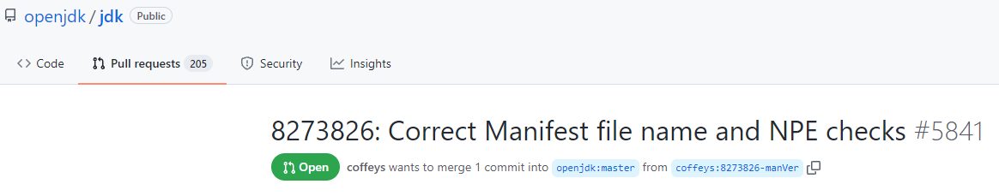 openjdk / jdk Public
Code Pull requests 205 Security Insights
8273826: Correct Manifest file name and NPE checks #5841
Open coffeys wants to merge 1 commit into openjdk:master from coffeys:8273826-manVer